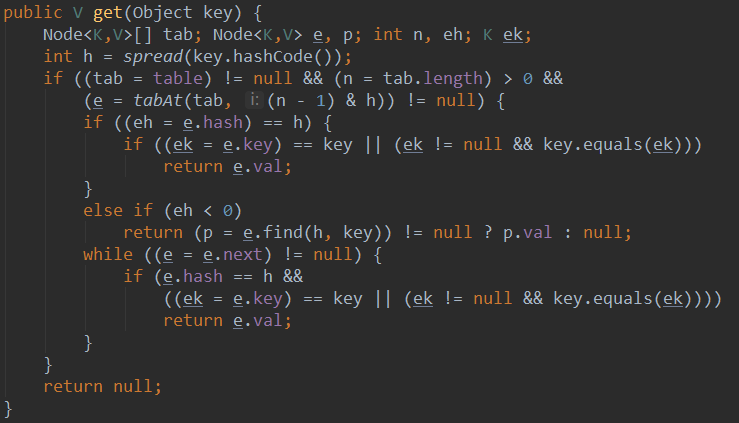 public V get(Object key) {
    Node<K,V>[] tab; Node<K,V> e, p; int n, eh; K ek;
    int h = spread(key.hashCode());
    if ((tab = table) != null && (n = tab.length) > 0 &&
        (e = tabAt(tab, i: (n - 1) & h)) != null) {
        if ((eh = e.hash) == h) {
            if ((ek = e.key) == key || (ek != null && key.equals(ek)))
                return e.val;
        }
        else if (eh < 0)
            return (p = e.find(h, key)) != null ? p.val : null;
        while ((e = e.next) != null) {
            if (e.hash == h &&
                ((ek = e.key) == key || (ek != null && key.equals(ek))))
                return e.val;
        }
    }
    return null;
}